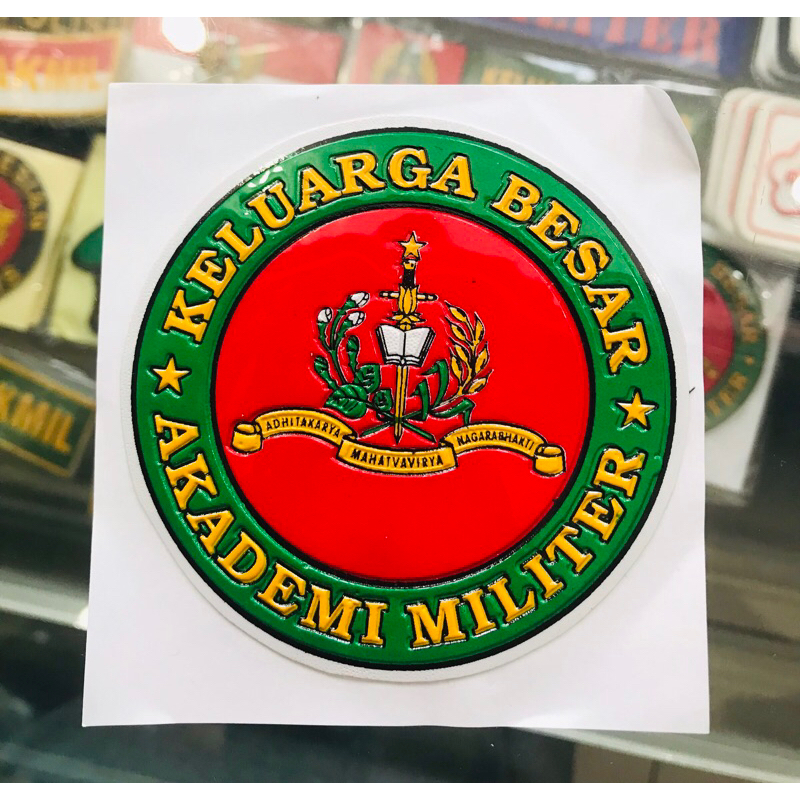 KELUARGA BESAR
ADHITAKARYA
MAHATVAVIRYA
NAGARABHAKTI
AKADEMI MILITER